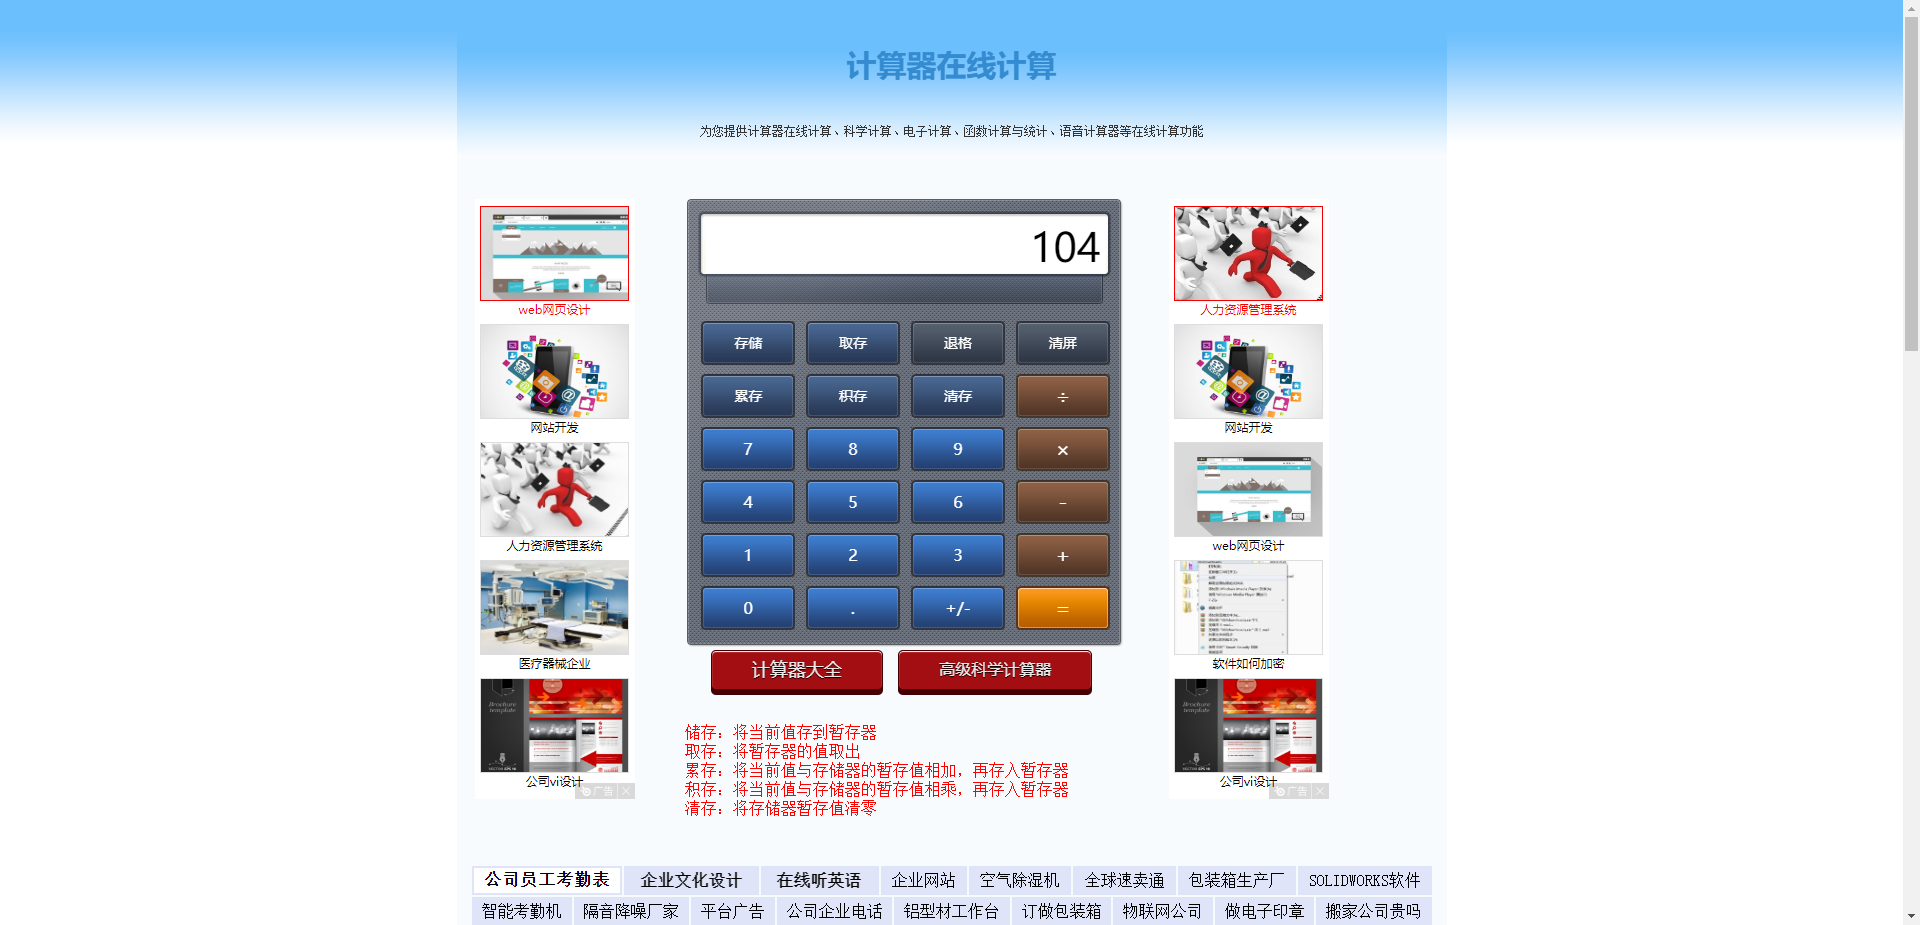 计算器在线计算
为您提供计算器在线计算、科学计算、电子计算、函数计算与统计、语音计算器等在线计算功能
web网页设计
网站开发
人力资源管理系统
医疗器械企业
Brochure
template
公司vi设计
广告
104
存储 取存 退格 清屏
累存 积存 清存 ÷
7 8 9 ×
4 5 6 -
1 2 3 +
0 . +/- =
计算器大全 高级科学计算器
储存：将当前值存到暂存器
取存：将暂存器的值取出
累存：将当前值与存储器的暂存值相加，再存入暂存器
积存：将当前值与存储器的暂存值相乘，再存入暂存器
清存：将存储器暂存值清零
人力资源管理系统
网站开发
web网页设计
软件如何加密
Brochure
template
公司vi设计
广告
公司员工考勤表 企业文化设计 在线听英语 企业网站 空气除湿机 全球速卖通 包装箱生产厂 SOLIDWORKS软件
智能考勤机 隔音降噪厂家 平台广告 公司企业电话 铝型材工作台 订做包装箱 物联网公司 做电子印章 搬家公司贵吗